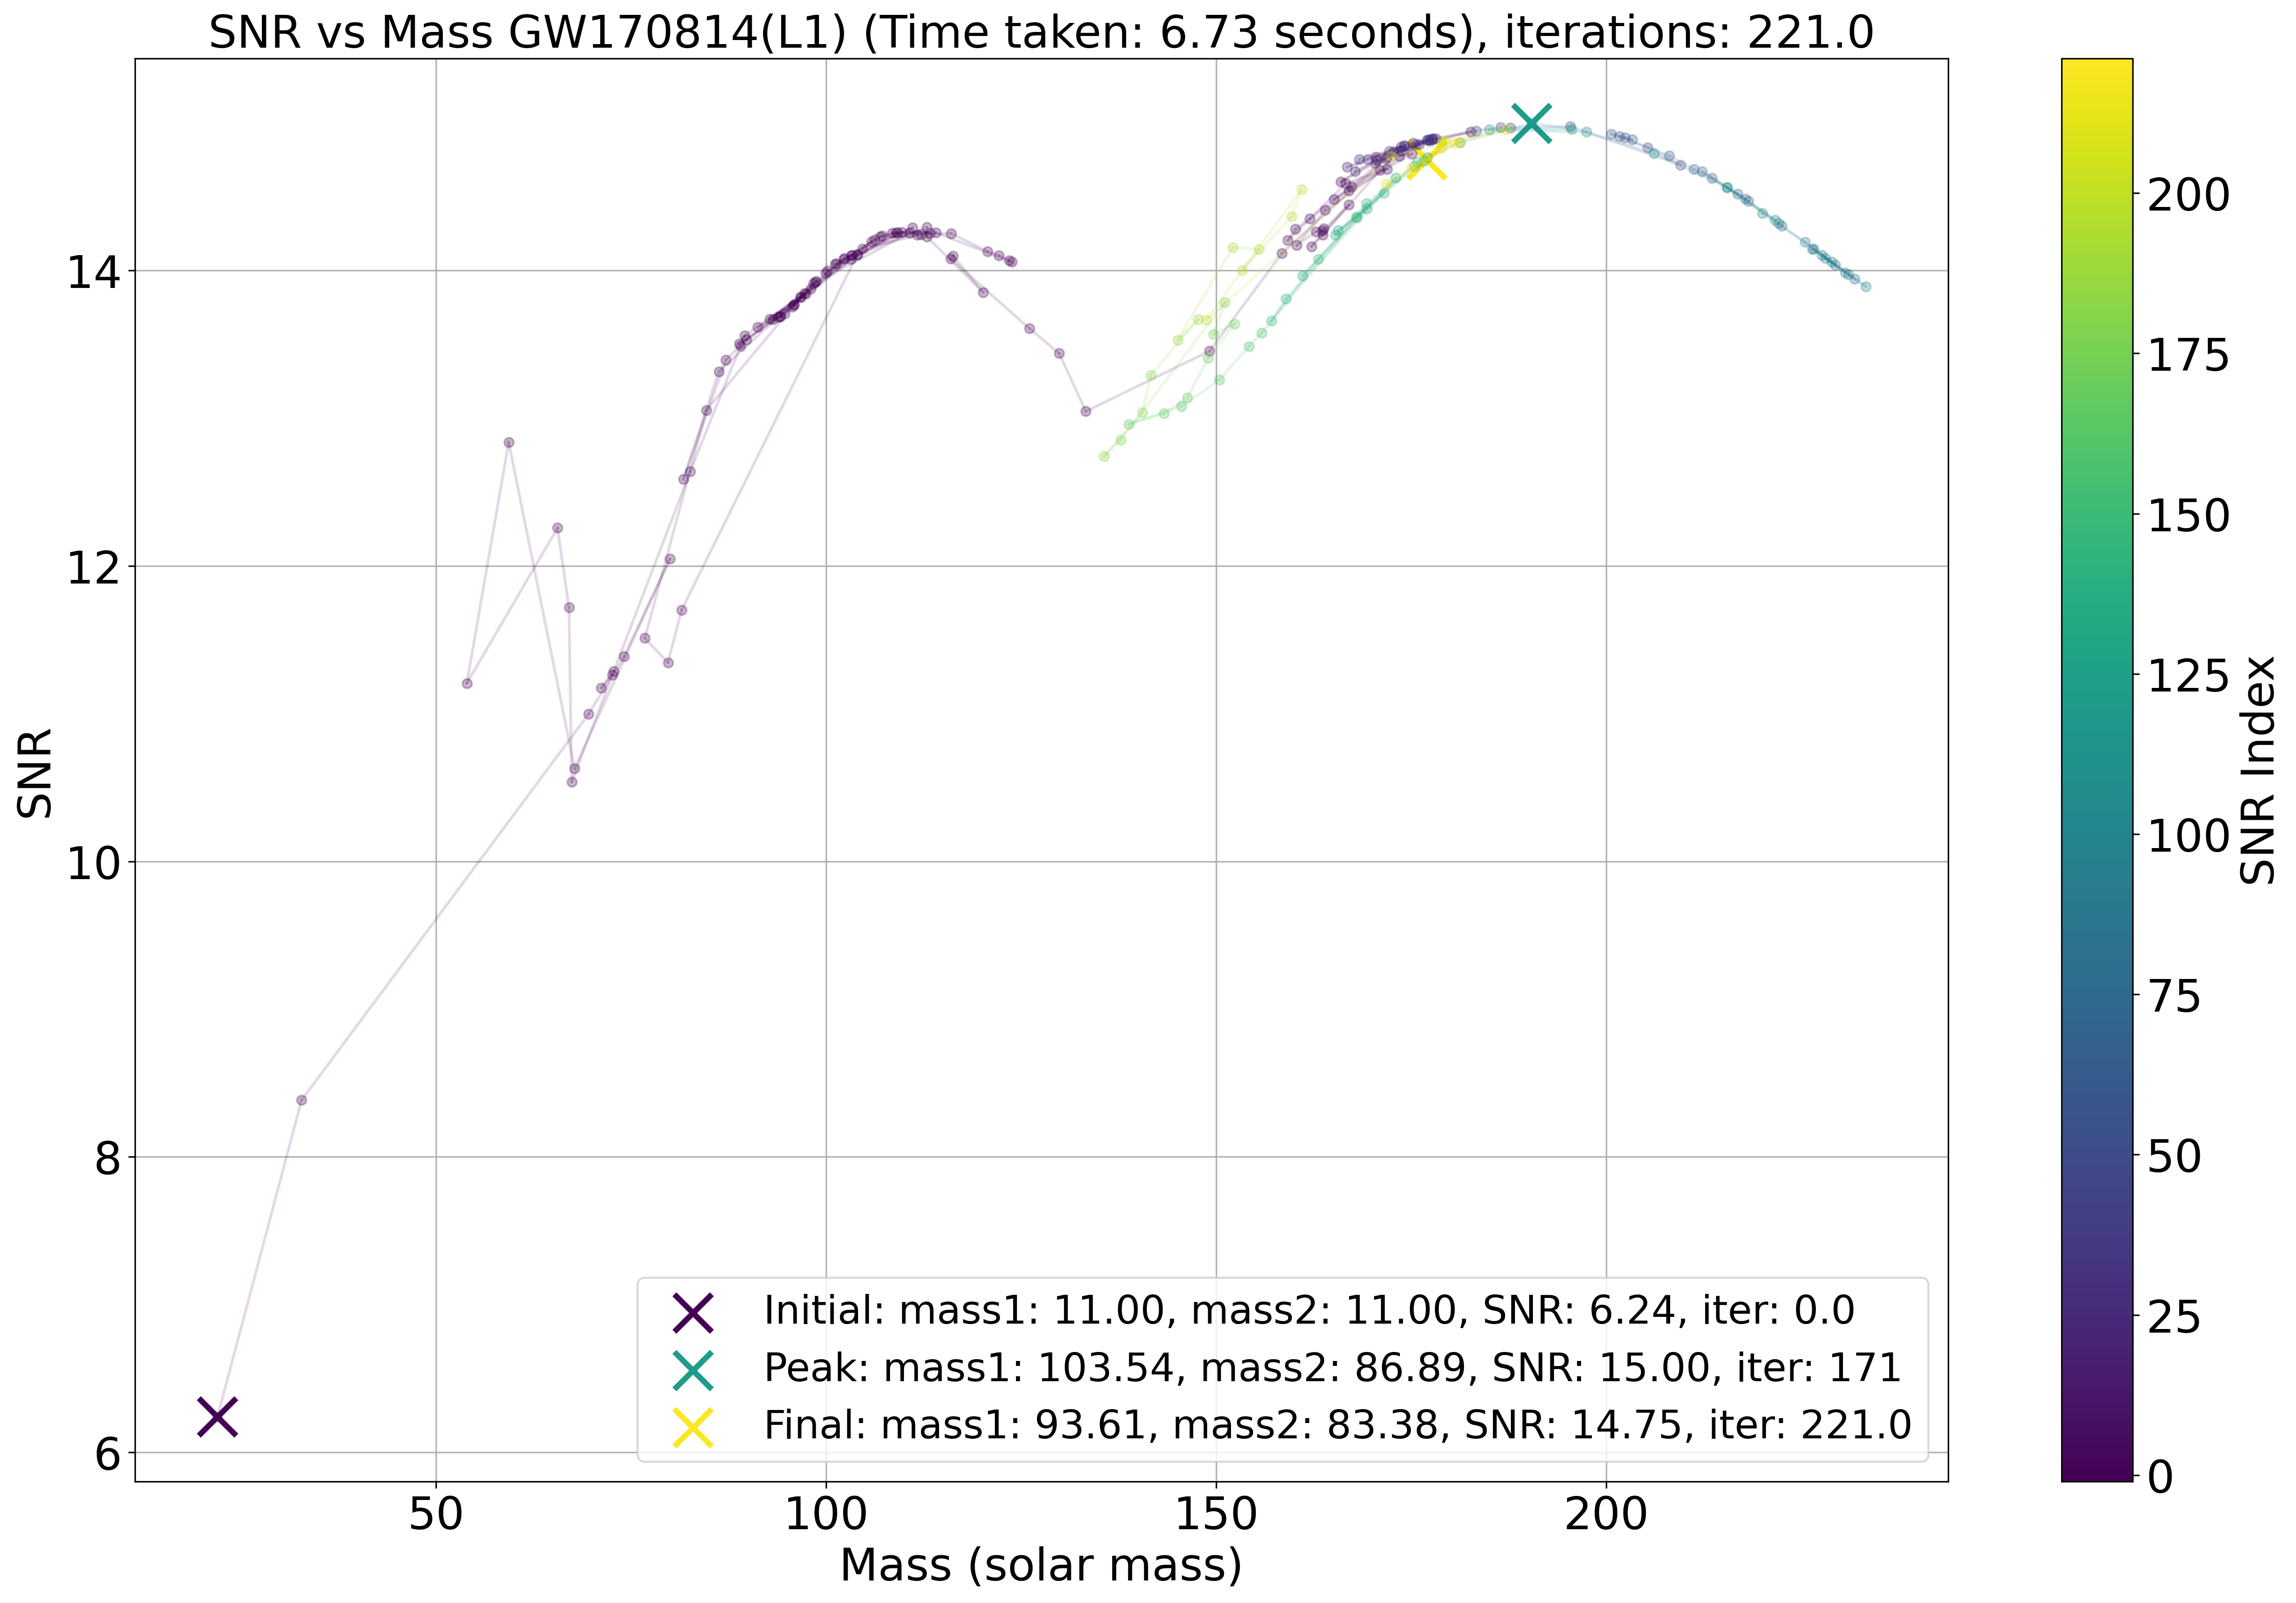 SNR vs Mass GW170814(L1) (Time taken: 6.73 seconds), iterations: 221.0
SNR
14
12
10
8
6
50
100
150
200
Mass (solar mass)
Initial: mass1: 11.00, mass2: 11.00, SNR: 6.24, iter: 0.0
Peak: mass1: 103.54, mass2: 86.89, SNR: 15.00, iter: 171
Final: mass1: 93.61, mass2: 83.38, SNR: 14.75, iter: 221.0
200
175
150
125
100
75
50
25
0
SNR Index